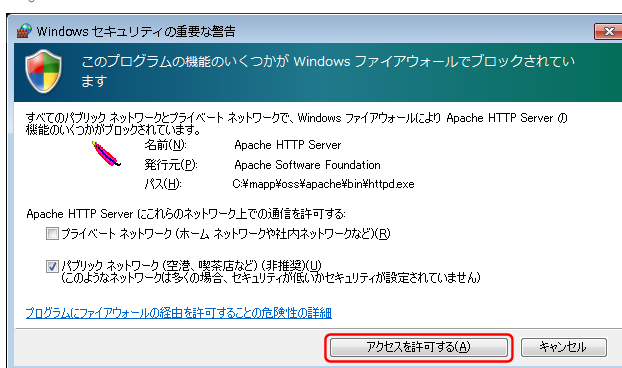 Windows セキュリティの重要な警告
このプログラムの機能のいくつかが Windows ファイアウォールでブロックされてい
ます
すべてのパブリック ネットワークとプライベート ネットワークで、Windows ファイアウォールにより Apache HTTP Server の
機能のいくつかがブロックされています。
名前(N): Apache HTTP Server
発行元(P): Apache Software Foundation
パス(H): C:¥mapp¥oss¥apache¥bin¥httpd.exe
Apache HTTP Server にこれらのネットワーク上での通信を許可する:
プライベート ネットワーク (ホーム ネットワークや社内ネットワークなど)(R)
パブリック ネットワーク (空港、喫茶店など) (非推奨)(U)
(このようなネットワークは多くの場合、セキュリティが低いかセキュリティが設定されていません)
プログラムにファイアウォールの経由を許可することの危険性の詳細
アクセスを許可する(A) キャンセル